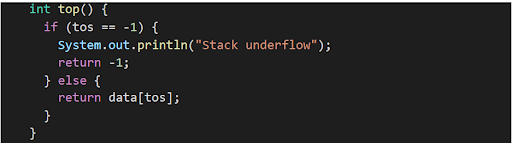 int top() {
if (tos == -1) {
System.out.println("Stack underflow");
return -1;
} else {
return data[tos];
}
}